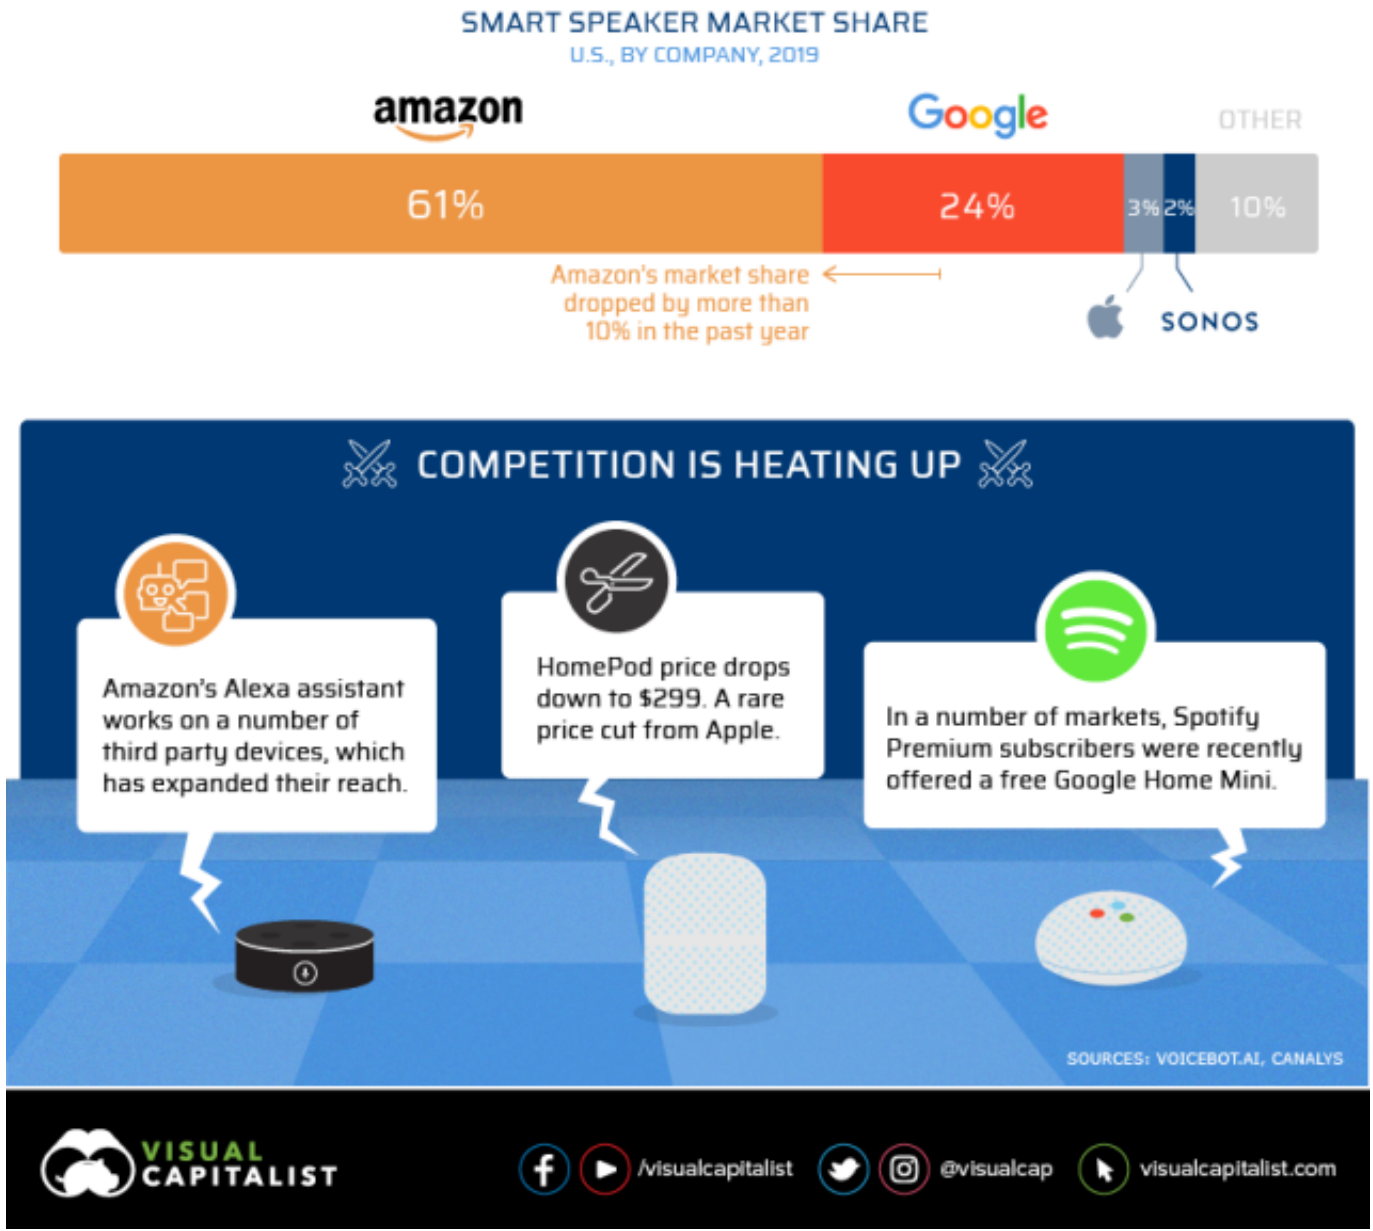 SMART SPEAKER MARKET SHARE
U.S., BY COMPANY, 2019
amazon
Google
OTHER
61%
24%
3%
2%
10%
Amazon's market share
dropped by more than
10% in the past year
SONOS
COMPETITION IS HEATING UP
Amazon's Alexa assistant
works on a number of
third party devices, which
has expanded their reach.
HomePod price drops
down to $299. A rare
price cut from Apple.
In a number of markets, Spotify
Premium subscribers were recently
offered a free Google Home Mini.
SOURCES: VOICEBOT.AI, CANALYS
VISUAL
CAPITALIST
/visualcapitalist
@visualcap
visualcapitalist.com